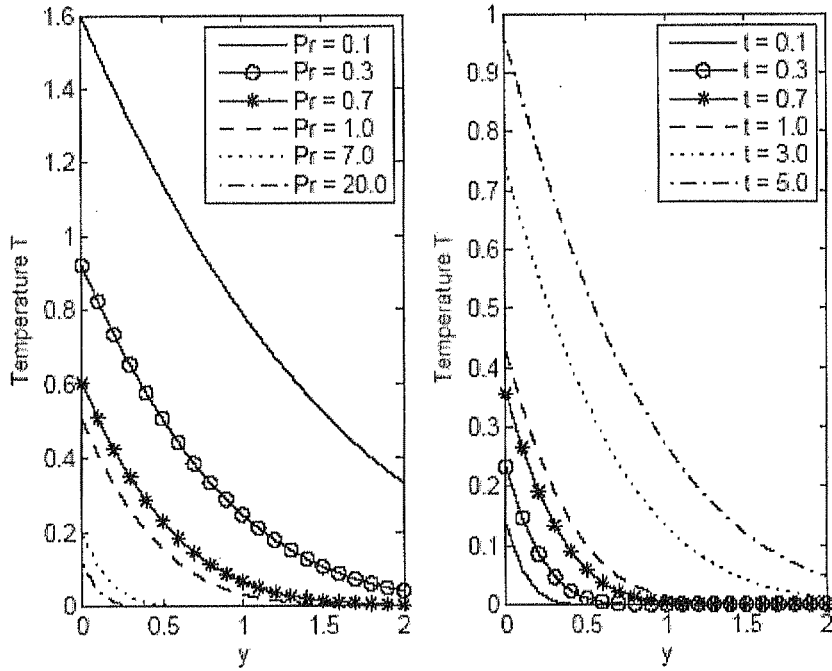 1.6
1.4
1.2
1
0.8
0.6
0.4
0.2
0
Temperature T
Pr = 0.1
Pr = 0.3
Pr = 0.7
Pr = 1.0
Pr = 7.0
Pr = 20.0
0
0.5
1
1.5
2
y
1
0.9
0.8
0.7
0.6
0.5
0.4
0.3
0.2
0.1
0
Temperature T
t = 0.1
t = 0.3
t = 0.7
t = 1.0
t = 3.0
t = 5.0
0
0.5
1
1.5
2
y